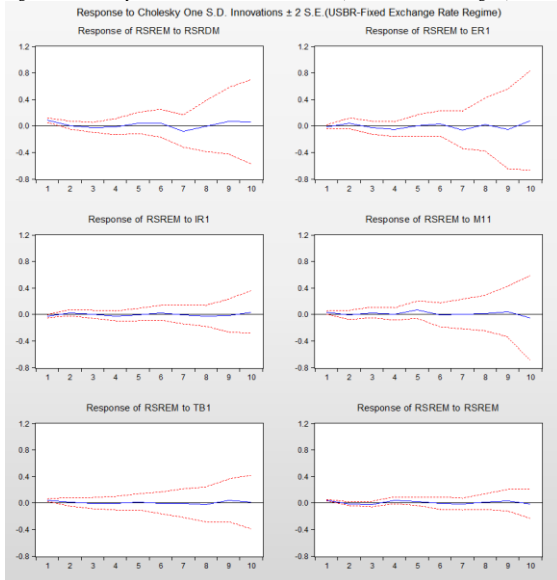 Response to Cholesky One S.D. Innovations ± 2 S.E.(USBR-Fixed Exchange Rate Regime)
Response of RSREM to RSRDM
Response of RSREM to ER1
1.2
0.8
0.4
0.0
-0.4
-0.8
1 2 3 4 5 6 7 8 9 10
1.2
0.8
0.4
0.0
-0.4
-0.8
1 2 3 4 5 6 7 8 9 10
Response of RSREM to IR1
Response of RSREM to M11
1.2
0.8
0.4
0.0
-0.4
-0.8
1 2 3 4 5 6 7 8 9 10
1.2
0.8
0.4
0.0
-0.4
-0.8
1 2 3 4 5 6 7 8 9 10
Response of RSREM to TB1
Response of RSREM to RSREM
1.2
0.8
0.4
0.0
-0.4
-0.8
1 2 3 4 5 6 7 8 9 10
1.2
0.8
0.4
0.0
-0.4
-0.8
1 2 3 4 5 6 7 8 9 10